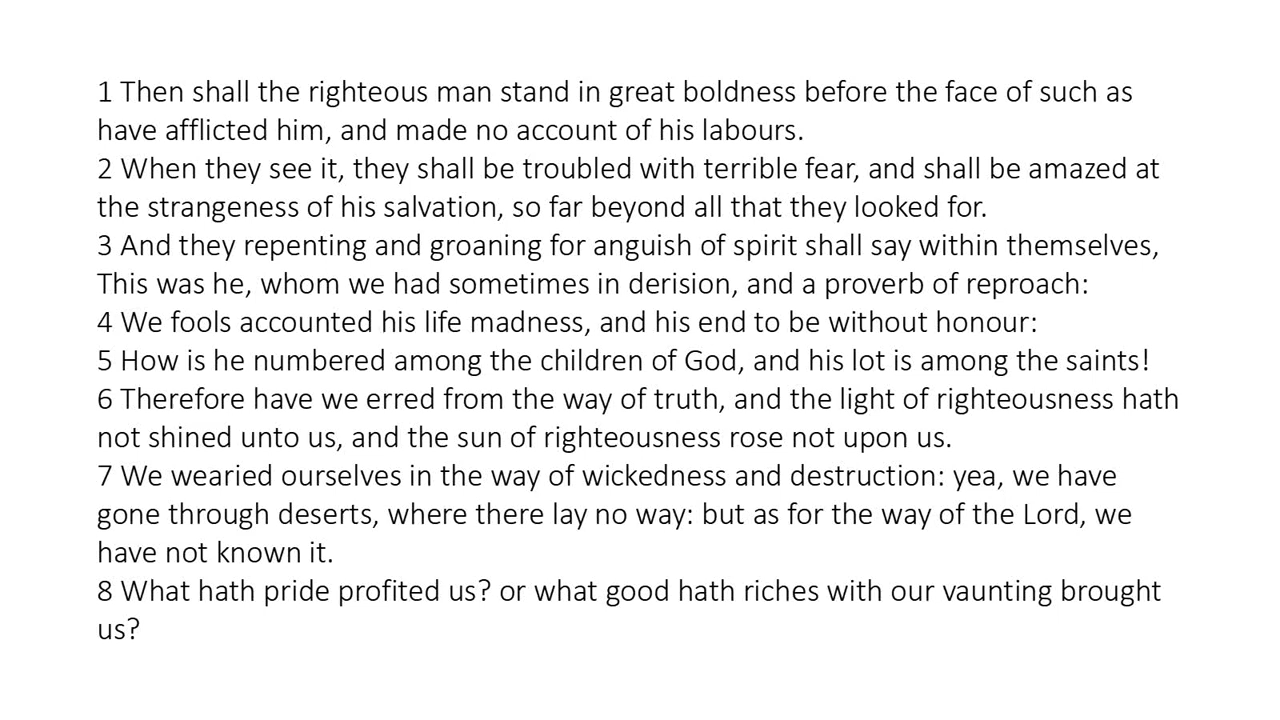 1 Then shall the righteous man stand in great boldness before the face of such as
have afflicted him, and made no account of his labours.
2 When they see it, they shall be troubled with terrible fear, and shall be amazed at
the strangeness of his salvation, so far beyond all that they looked for.
3 And they repenting and groaning for anguish of spirit shall say within themselves,
This was he, whom we had sometimes in derision, and a proverb of reproach:
4 We fools accounted his life madness, and his end to be without honour:
5 How is he numbered among the children of God, and his lot is among the saints!
6 Therefore have we erred from the way of truth, and the light of righteousness hath
not shined unto us, and the sun of righteousness rose not upon us.
7 We wearied ourselves in the way of wickedness and destruction: yea, we have
gone through deserts, where there lay no way: but as for the way of the Lord, we
have not known it.
8 What hath pride profited us? or what good hath riches with our vaunting brought
us?